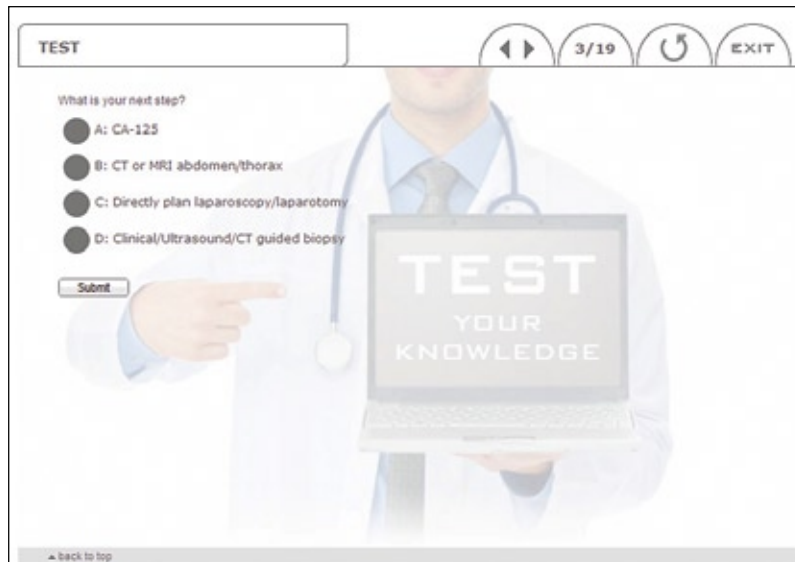 TEST
3/19
EXIT
What is your next step?
A: CA-125
B: CT or MRI abdomen/thorax
C: Directly plan laparoscopy/laparotomy
D: Clinical/Ultrasound/CT guided biopsy
Submit
TEST
YOUR
KNOWLEDGE
back to top